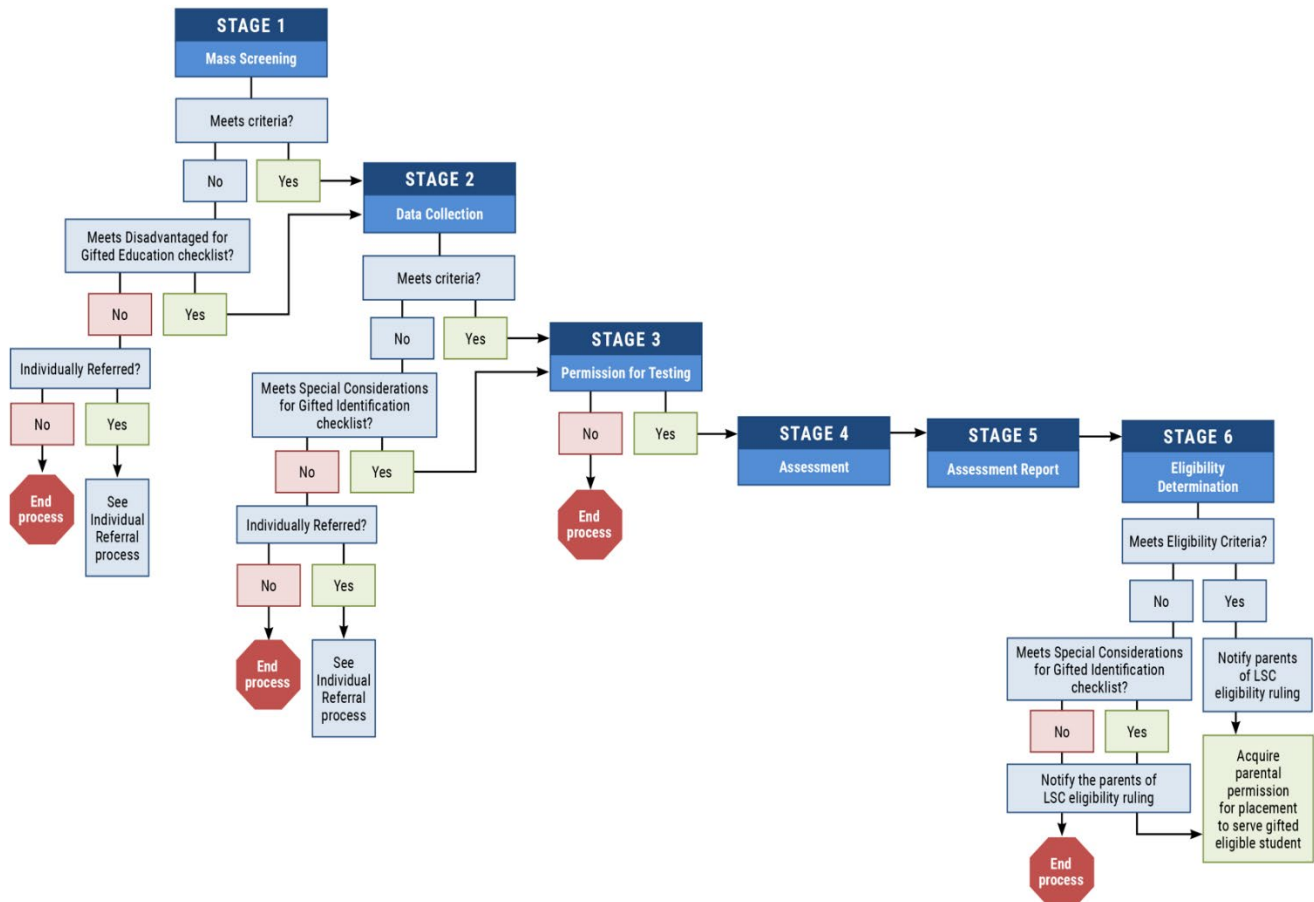 STAGE 1
Mass Screening
Meets criteria?
No
Yes
Meets Disadvantaged for
Gifted Education checklist?
No
Yes
Individually Referred?
No
Yes
End
process
See
Individual
Referral
process
STAGE 2
Data Collection
Meets criteria?
No
Yes
Meets Special Considerations
for Gifted Identification
checklist?
No
Yes
Individually Referred?
No
Yes
End
process
See
Individual
Referral
process
STAGE 3
Permission for Testing
No
Yes
End
process
STAGE 4
Assessment
STAGE 5
Assessment Report
STAGE 6
Eligibility
Determination
Meets Eligibility Criteria?
No
Yes
Meets Special Considerations
for Gifted Identification
checklist?
Notify parents
of LSC
eligibility ruling
No
Yes
Notify the parents of
LSC eligibility ruling
Acquire
parental
permission
for placement
to serve gifted
eligible student
End
process